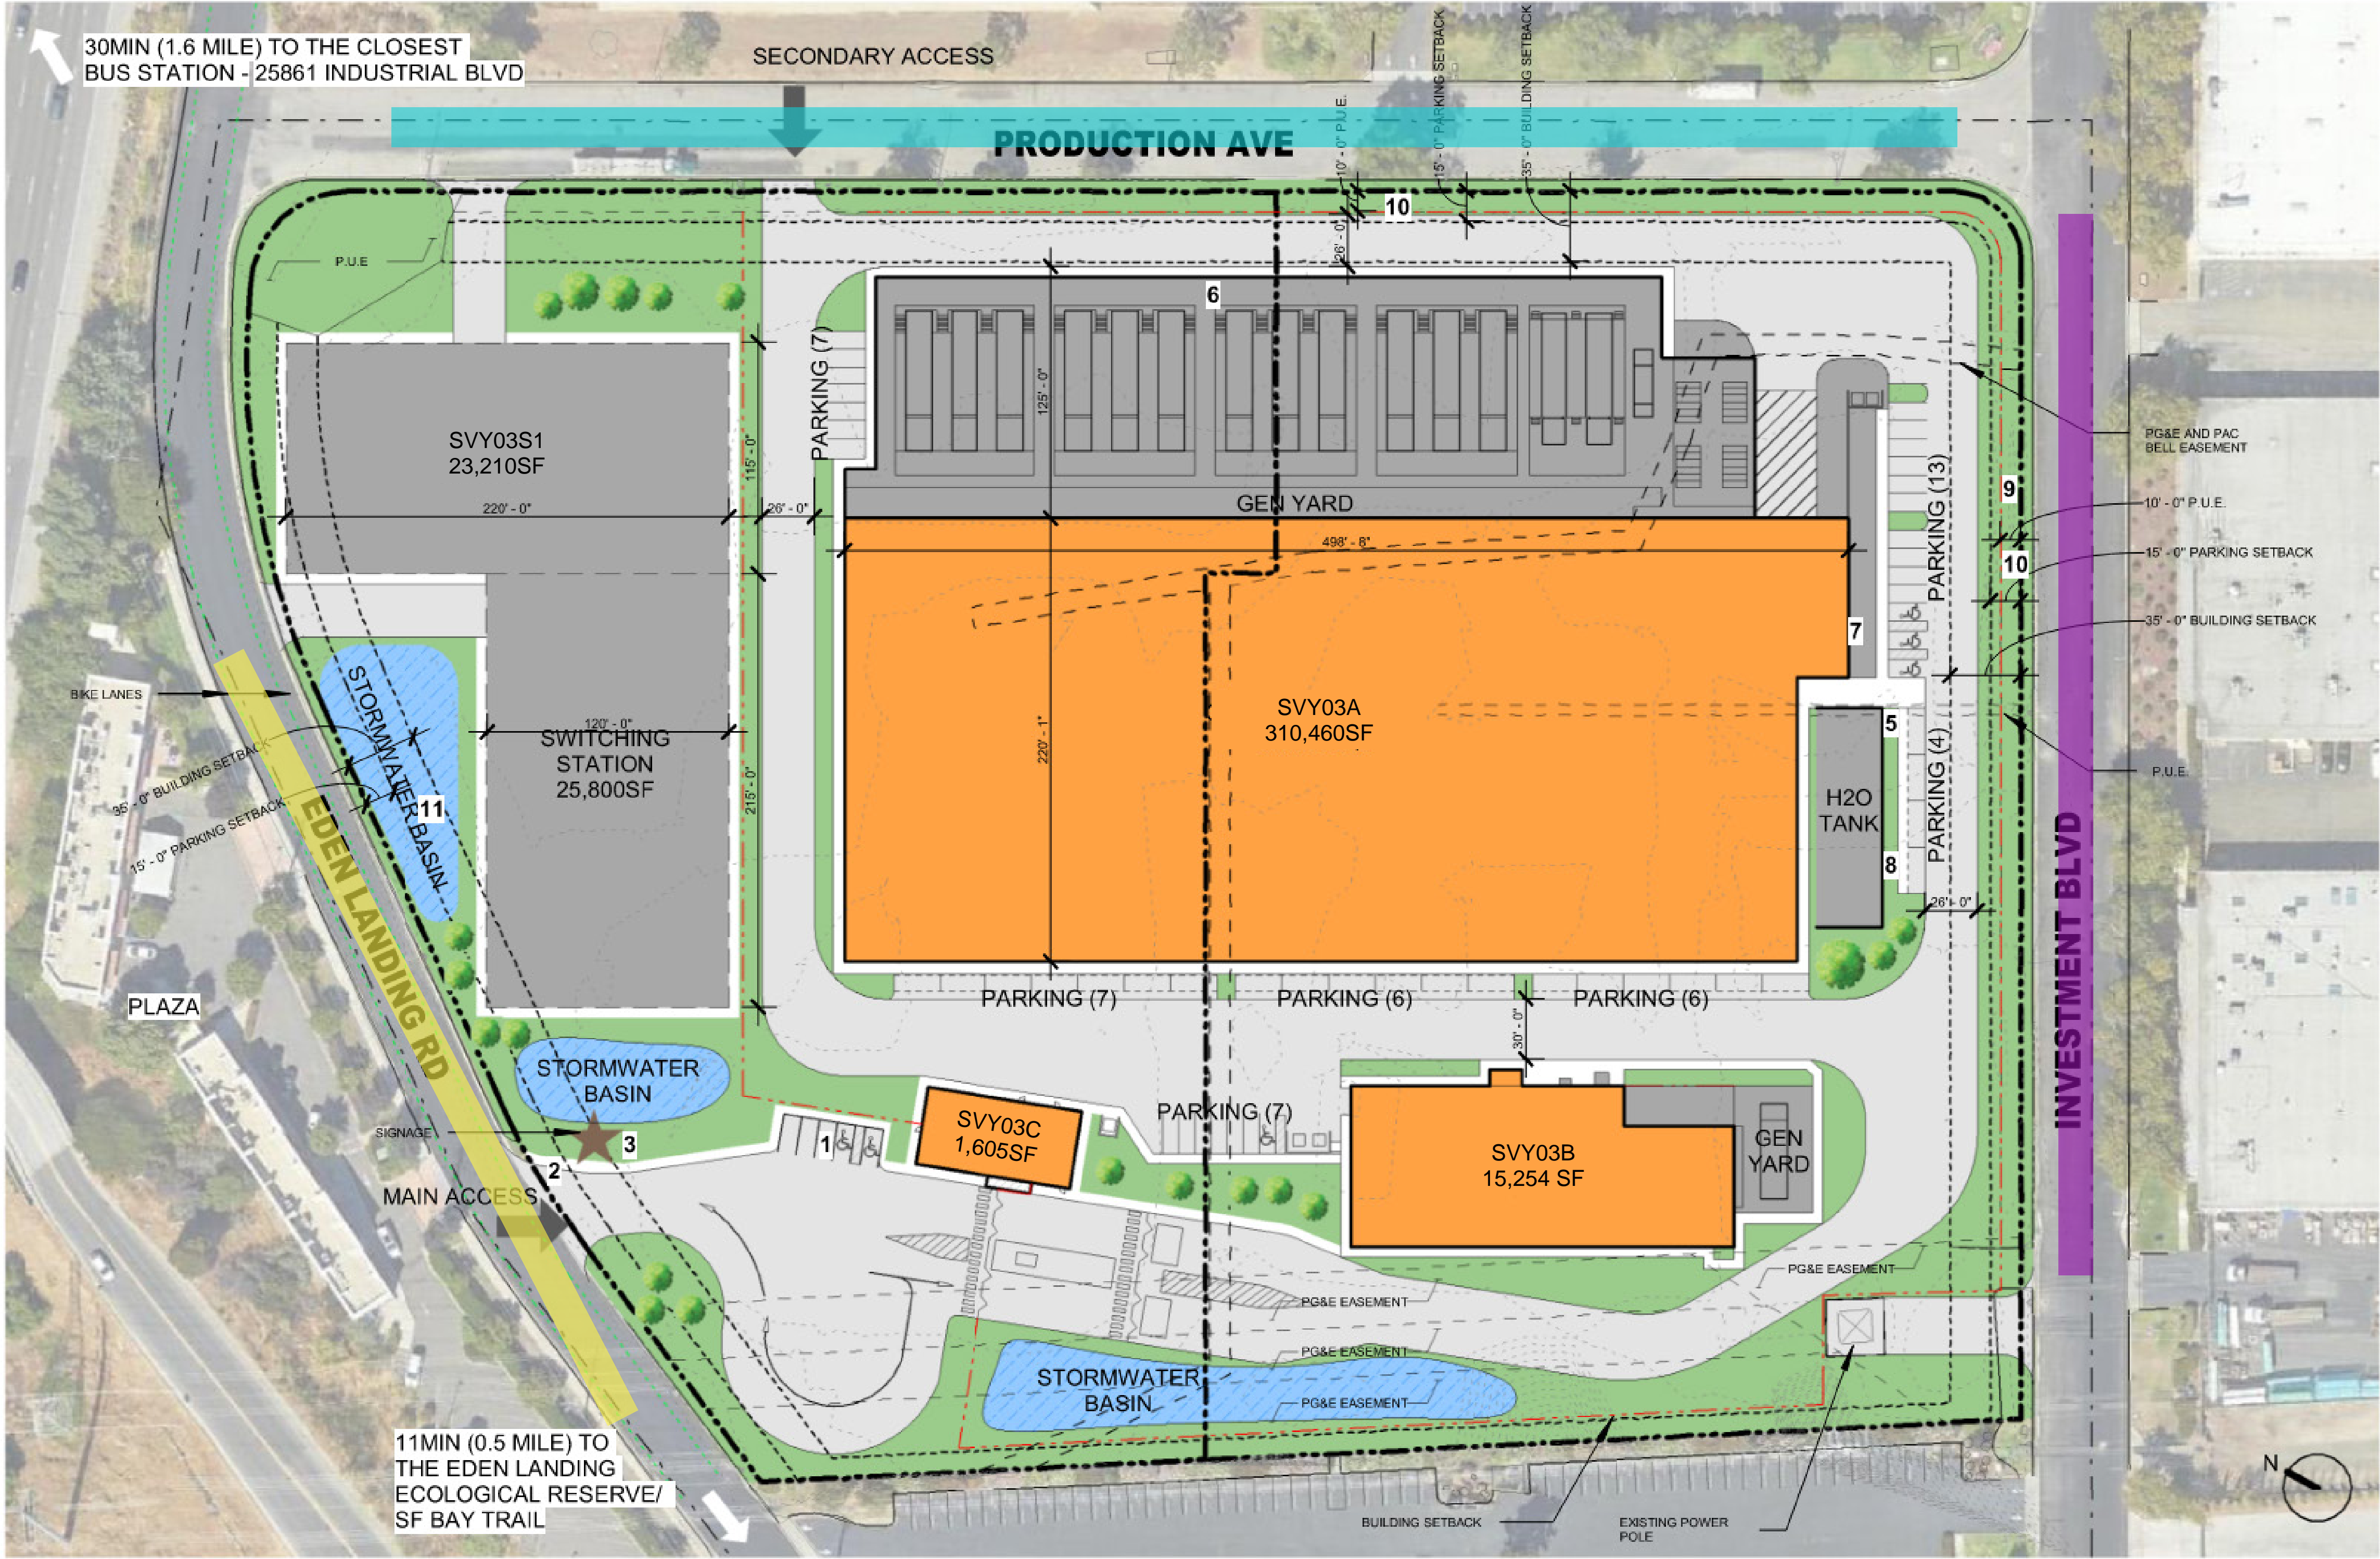 30MIN (1.6 MILE) TO THE CLOSEST
BUS STATION - 25861 INDUSTRIAL BLVD
SECONDARY ACCESS
PRODUCTION AVE
10' - 0" P.U.E.
15' - 0" PARKING SETBACK
35' - 0" BUILDING SETBACK
10
26' - 0"
P.U.E
6
PARKING (7)
125' - 0"
SVY03S1
23,210SF
220' - 0"
115' - 0"
26' - 0"
GEN YARD
498' - 8"
PARKING (13)
PG&E AND PAC
BELL EASEMENT
9
10' - 0" P.U.E.
15' - 0" PARKING SETBACK
10
35' - 0" BUILDING SETBACK
7
BIKE LANES
STORMWATER BASIN
11
35' - 0" BUILDING SETBACK
15' - 0" PARKING SETBACK
EDEN LANDING RD
120' - 0"
SWITCHING
STATION
25,800SF
215' - 0"
220' - 1"
SVY03A
310,460SF
5
H2O
TANK
8
PARKING (4)
P.U.E.
26' - 0"
INVESTMENT BLVD
PLAZA
PARKING (7)
PARKING (6)
PARKING (6)
30' - 0"
STORMWATER
BASIN
SIGNAGE
3
2
1
MAIN ACCESS
SVY03C
1,605SF
PARKING (7)
SVY03B
15,254 SF
GEN
YARD
PG&E EASEMENT
PG&E EASEMENT
PG&E EASEMENT
PG&E EASEMENT
STORMWATER
BASIN
11MIN (0.5 MILE) TO
THE EDEN LANDING
ECOLOGICAL RESERVE/
SF BAY TRAIL
BUILDING SETBACK
EXISTING POWER
POLE
N